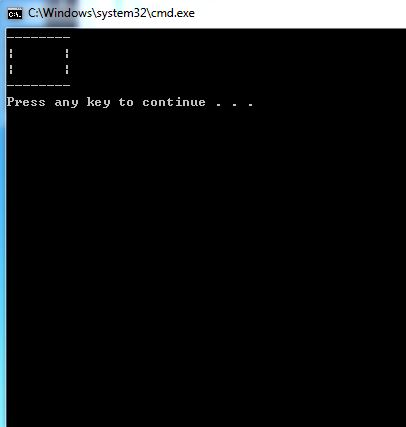 C:\Windows\system32\cmd.exe
--------
¦      ¦
¦      ¦
--------
Press any key to continue . . .